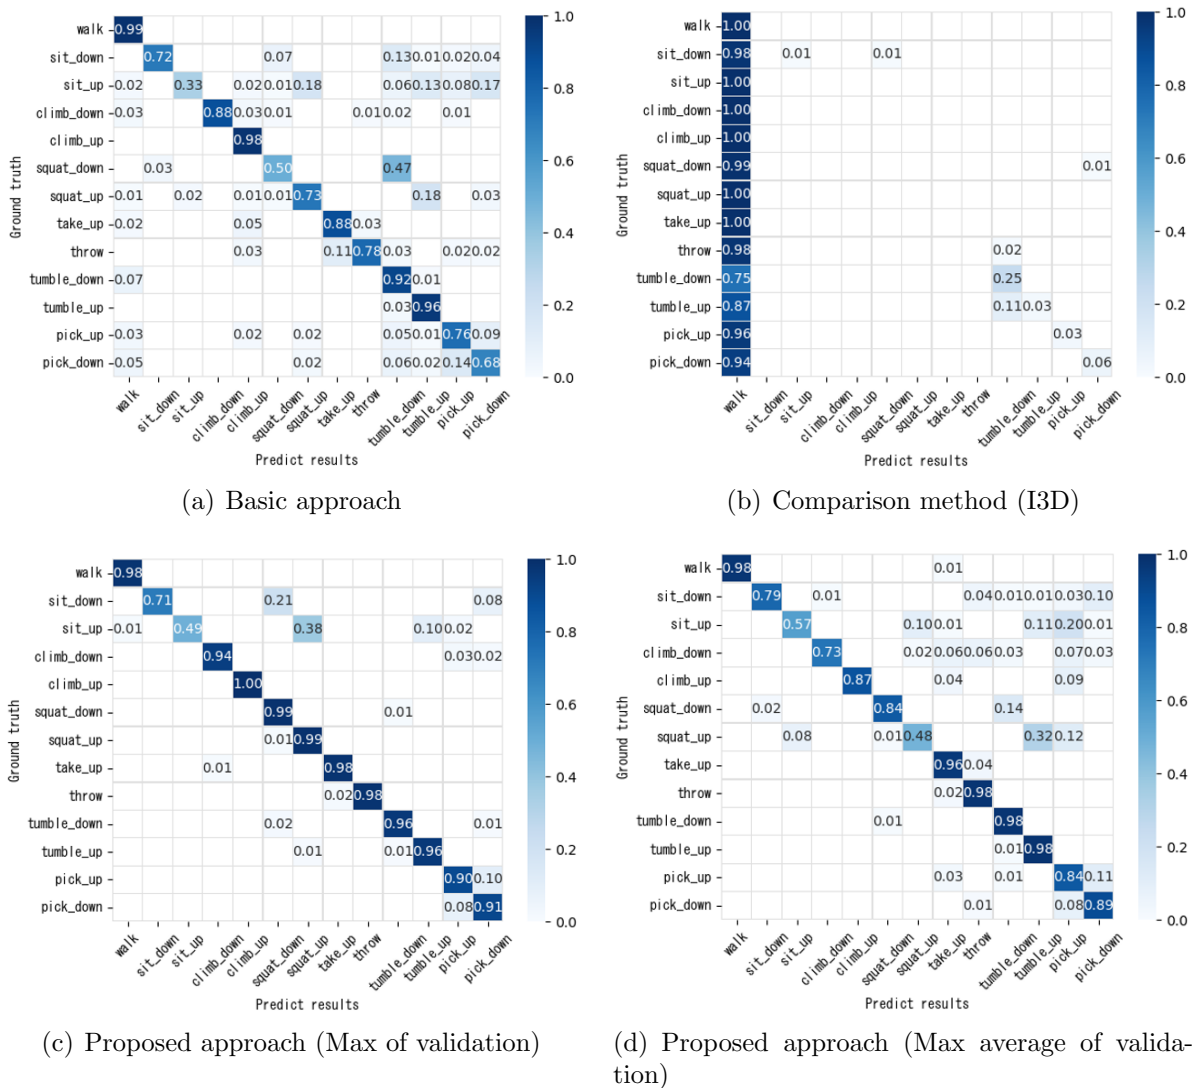 walk 0.99
sit_down 0.72 0.07 0.13 0.01 0.02 0.04
sit_up 0.02 0.33 0.02 0.01 0.18 0.06 0.13 0.08 0.17
climb_down 0.03 0.88 0.03 0.01 0.01 0.02 0.01
climb_up 0.98
squat_down 0.03 0.50 0.47
squat_up 0.01 0.02 0.01 0.01 0.73 0.18 0.03
take_up 0.02 0.05 0.88 0.03
throw 0.03 0.11 0.78 0.03 0.02 0.02
tumble_down 0.07 0.92 0.01
tumble_up 0.03 0.96
pick_up 0.03 0.02 0.02 0.05 0.01 0.76 0.09
pick_down 0.05 0.02 0.06 0.02 0.14 0.68
Ground truth
walk sit_down sit_up climb_down climb_up squat_down squat_up take_up throw tumble_down tumble_up pick_up pick_down
Predict results
1.0
0.8
0.6
0.4
0.2
0.0
(a) Basic approach
walk 1.00
sit_down 0.98 0.01 0.01
sit_up 1.00
climb_down 1.00
climb_up 1.00
squat_down 0.99 0.01
squat_up 1.00
take_up 1.00
throw 0.98 0.02
tumble_down 0.75 0.25
tumble_up 0.87 0.11 0.03
pick_up 0.96 0.03
pick_down 0.94 0.06
Ground truth
walk sit_down sit_up climb_down climb_up squat_down squat_up take_up throw tumble_down tumble_up pick_up pick_down
Predict results
1.0
0.8
0.6
0.4
0.2
0.0
(b) Comparison method (I3D)
walk 0.98
sit_down 0.71 0.21 0.08
sit_up 0.01 0.49 0.38 0.10 0.02
climb_down 0.94 0.03 0.02
climb_up 1.00
squat_down 0.99 0.01
squat_up 0.01 0.99
take_up 0.01 0.98
throw 0.02 0.98
tumble_down 0.02 0.96 0.01
tumble_up 0.01 0.01 0.96
pick_up 0.90 0.10
pick_down 0.08 0.91
Ground truth
walk sit_down sit_up climb_down climb_up squat_down squat_up take_up throw tumble_down tumble_up pick_up pick_down
Predict results
1.0
0.8
0.6
0.4
0.2
0.0
(c) Proposed approach (Max of validation)
walk 0.98 0.01
sit_down 0.79 0.01 0.04 0.01 0.01 0.03 0.10
sit_up 0.57 0.10 0.01 0.11 0.20 0.01
climb_down 0.73 0.02 0.06 0.06 0.03 0.07 0.03
climb_up 0.87 0.04 0.09
squat_down 0.02 0.84 0.14
squat_up 0.08 0.01 0.48 0.32 0.12
take_up 0.96 0.04
throw 0.02 0.98
tumble_down 0.01 0.98
tumble_up 0.01 0.98
pick_up 0.03 0.01 0.84 0.11
pick_down 0.01 0.08 0.89
Ground truth
walk sit_down sit_up climb_down climb_up squat_down squat_up take_up throw tumble_down tumble_up pick_up pick_down
Predict results
1.0
0.8
0.6
0.4
0.2
0.0
(d) Proposed approach (Max average of valida-
tion)